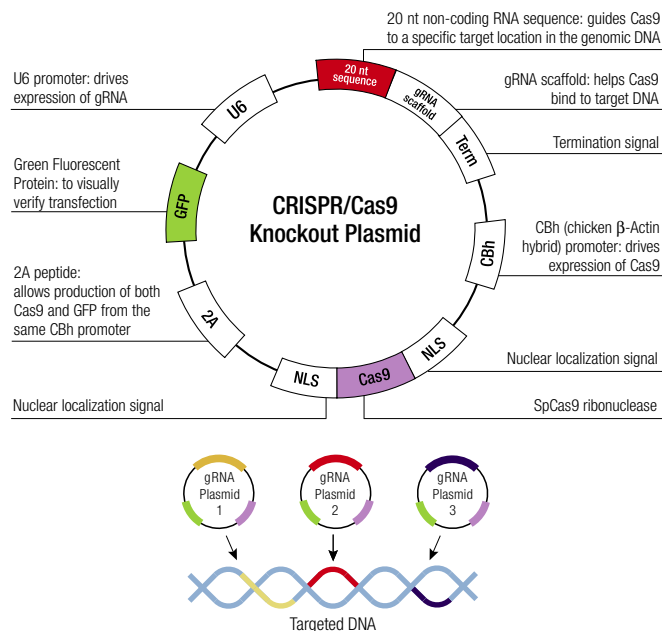 20 nt non-coding RNA sequence: guides Cas9
to a specific target location in the genomic DNA
U6 promoter: drives
expression of gRNA
gRNA scaffold: helps Cas9
bind to target DNA
Termination signal
Green Fluorescent
Protein: to visually
verify transfection
CBh (chicken β-Actin
hybrid) promoter: drives
expression of Cas9
2A peptide:
allows production of both
Cas9 and GFP from the
same CBh promoter
Nuclear localization signal
Nuclear localization signal
SpCas9 ribonuclease
20 nt
sequence
gRNA
scaffold
Term
CBh
NLS
Cas9
NLS
2A
GFP
U6
CRISPR/Cas9
Knockout Plasmid
gRNA
Plasmid
1
gRNA
Plasmid
2
gRNA
Plasmid
3
Targeted DNA